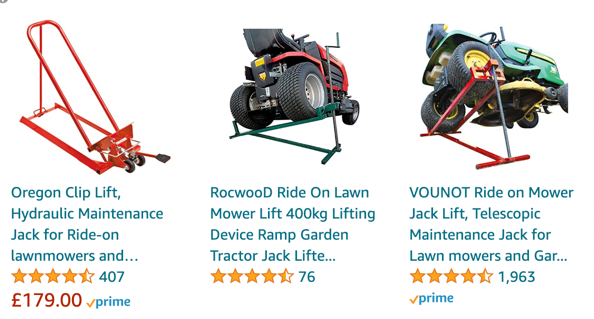 Oregon Clip Lift,
Hydraulic Maintenance
Jack for Ride-on
lawnmowers and…
407
£179.00 prime
RocwooD Ride On Lawn
Mower Lift 400kg Lifting
Device Ramp Garden
Tractor Jack Lifte...
76
VOUNOT Ride on Mower
Jack Lift, Telescopic
Maintenance Jack for
Lawn mowers and Gar...
1,963
prime